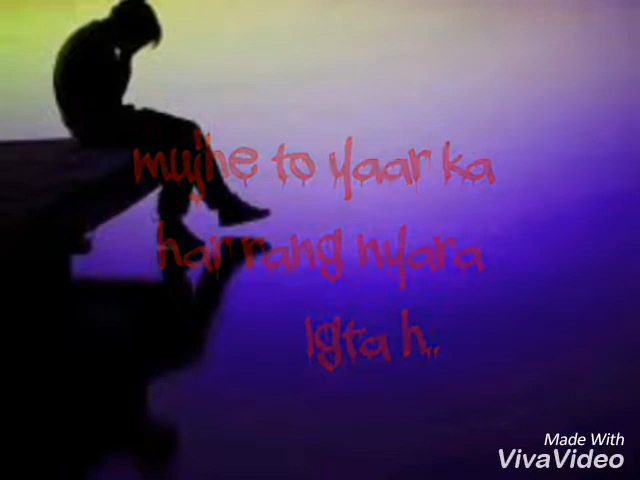 mujhe to yaar ka
har rang nyara
lgta h,,
Made With
VivaVideo